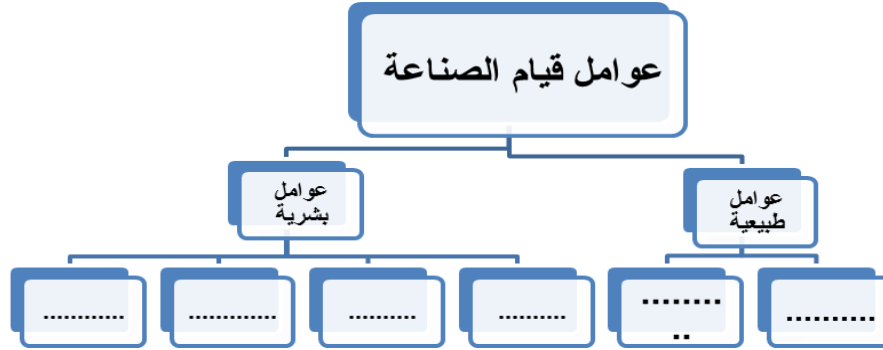 عوامل قيام الصناعة
عوامل
طبيعية
عوامل
بشرية
..........
.........
..
..........
..........
.............
............